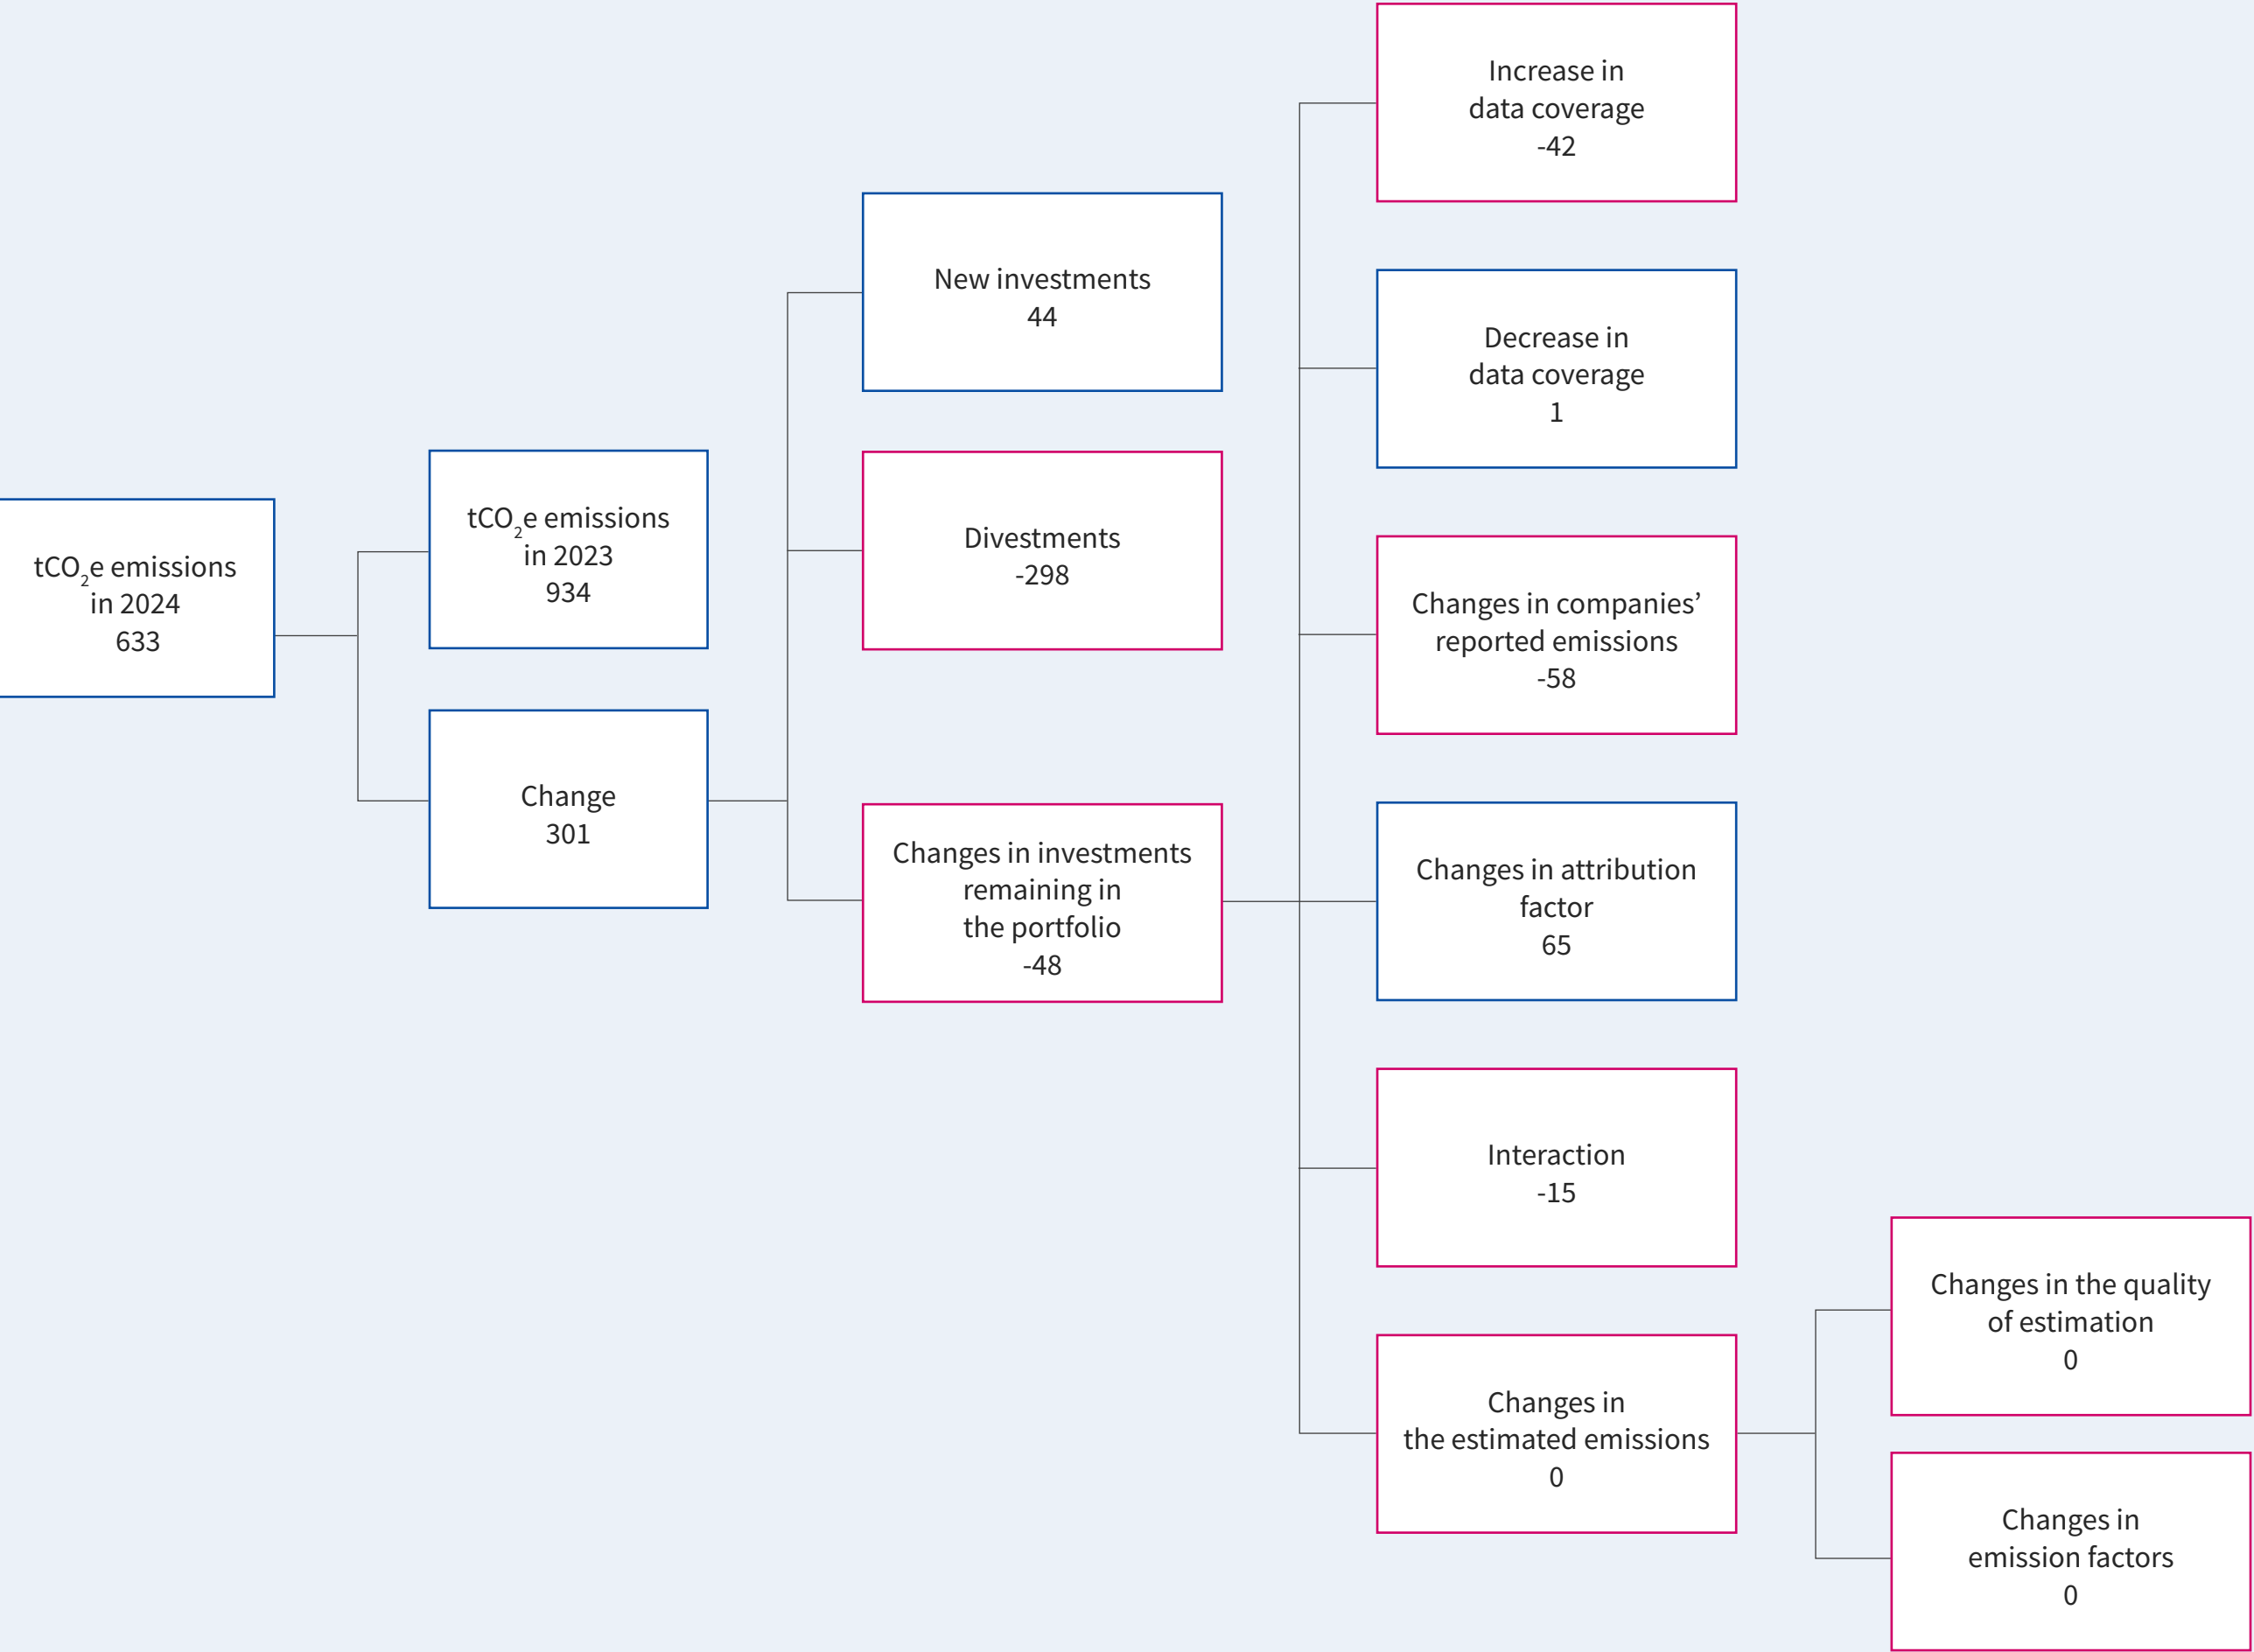 tCO₂e emissions
in 2024
633
tCO₂e emissions
in 2023
934
Change
301
New investments
44
Divestments
-298
Changes in investments
remaining in
the portfolio
-48
Increase in
data coverage
-42
Decrease in
data coverage
1
Changes in companies’
reported emissions
-58
Changes in attribution
factor
65
Interaction
-15
Changes in
the estimated emissions
0
Changes in the quality
of estimation
0
Changes in
emission factors
0